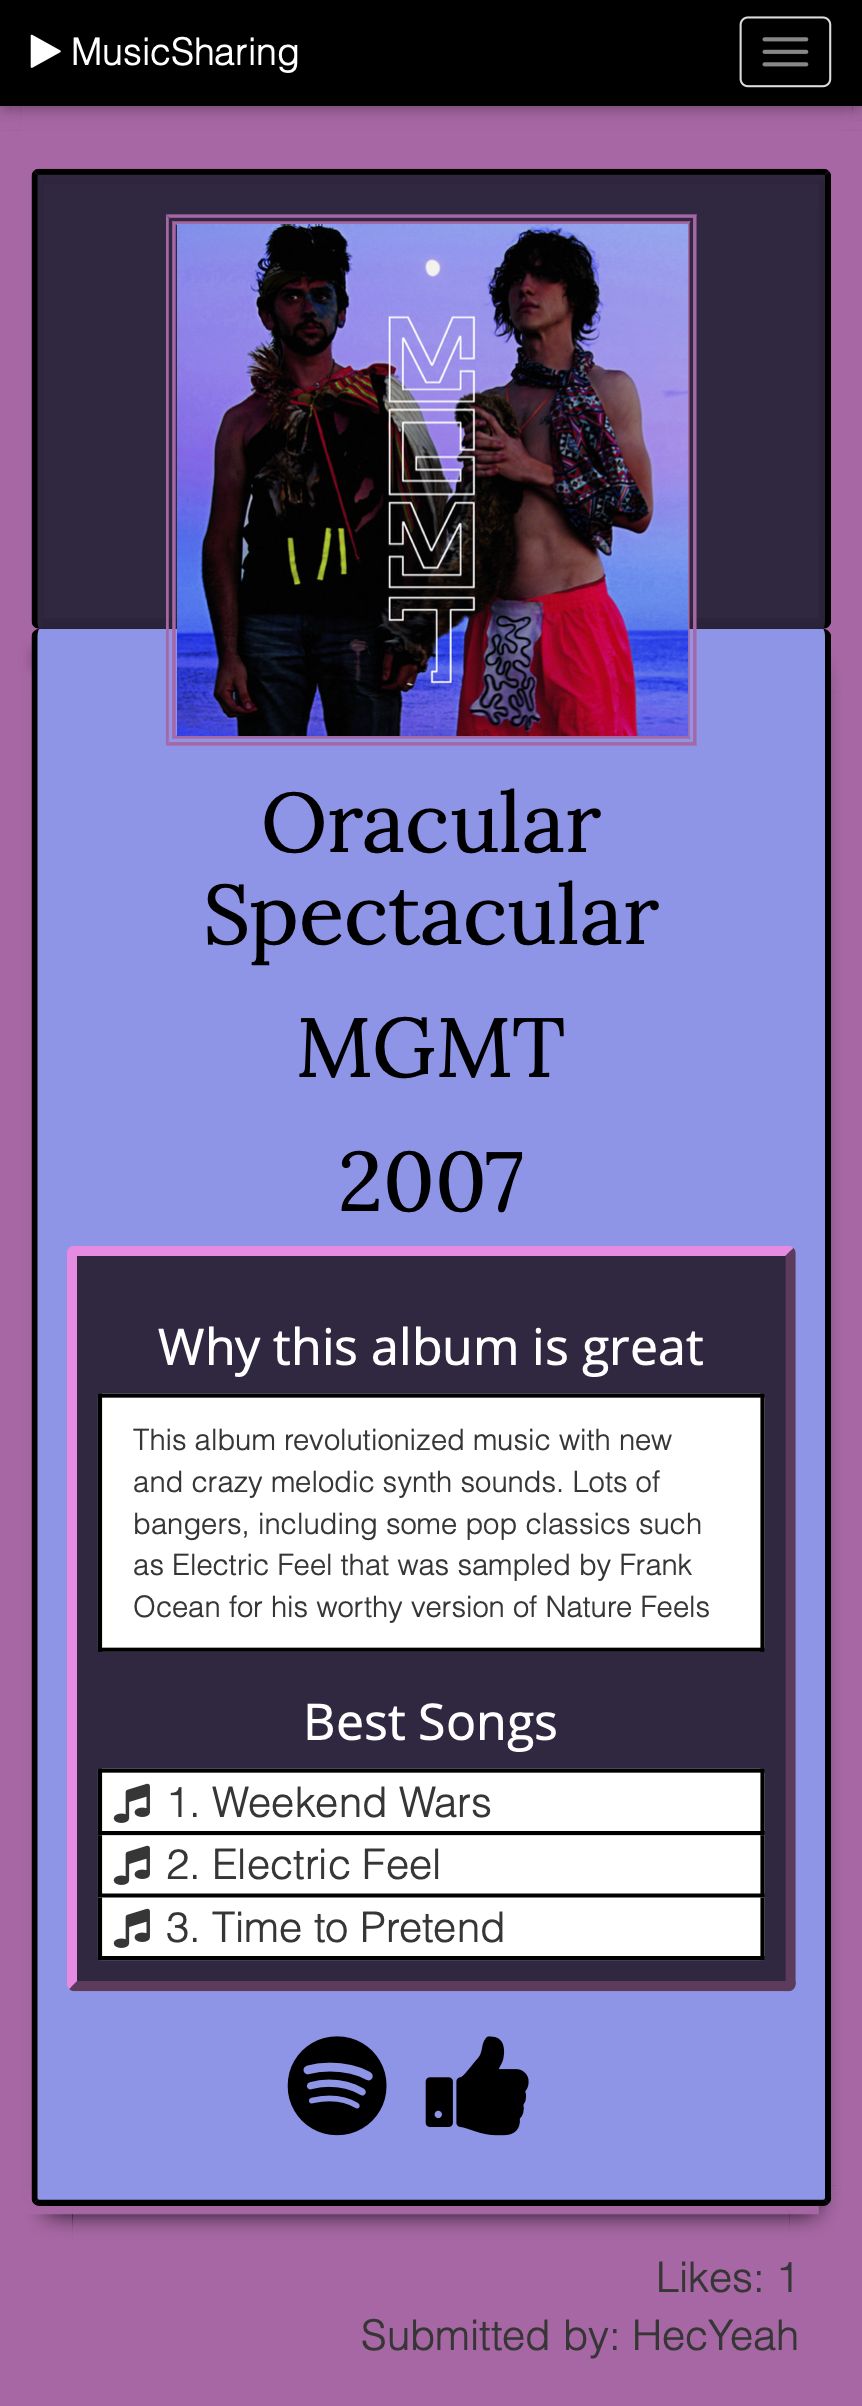 MusicSharing
MGMT
Oracular
Spectacular
MGMT
2007
Why this album is great
This album revolutionized music with new
and crazy melodic synth sounds. Lots of
bangers, including some pop classics such
as Electric Feel that was sampled by Frank
Ocean for his worthy version of Nature Feels
Best Songs
1. Weekend Wars
2. Electric Feel
3. Time to Pretend
Likes: 1
Submitted by: HecYeah